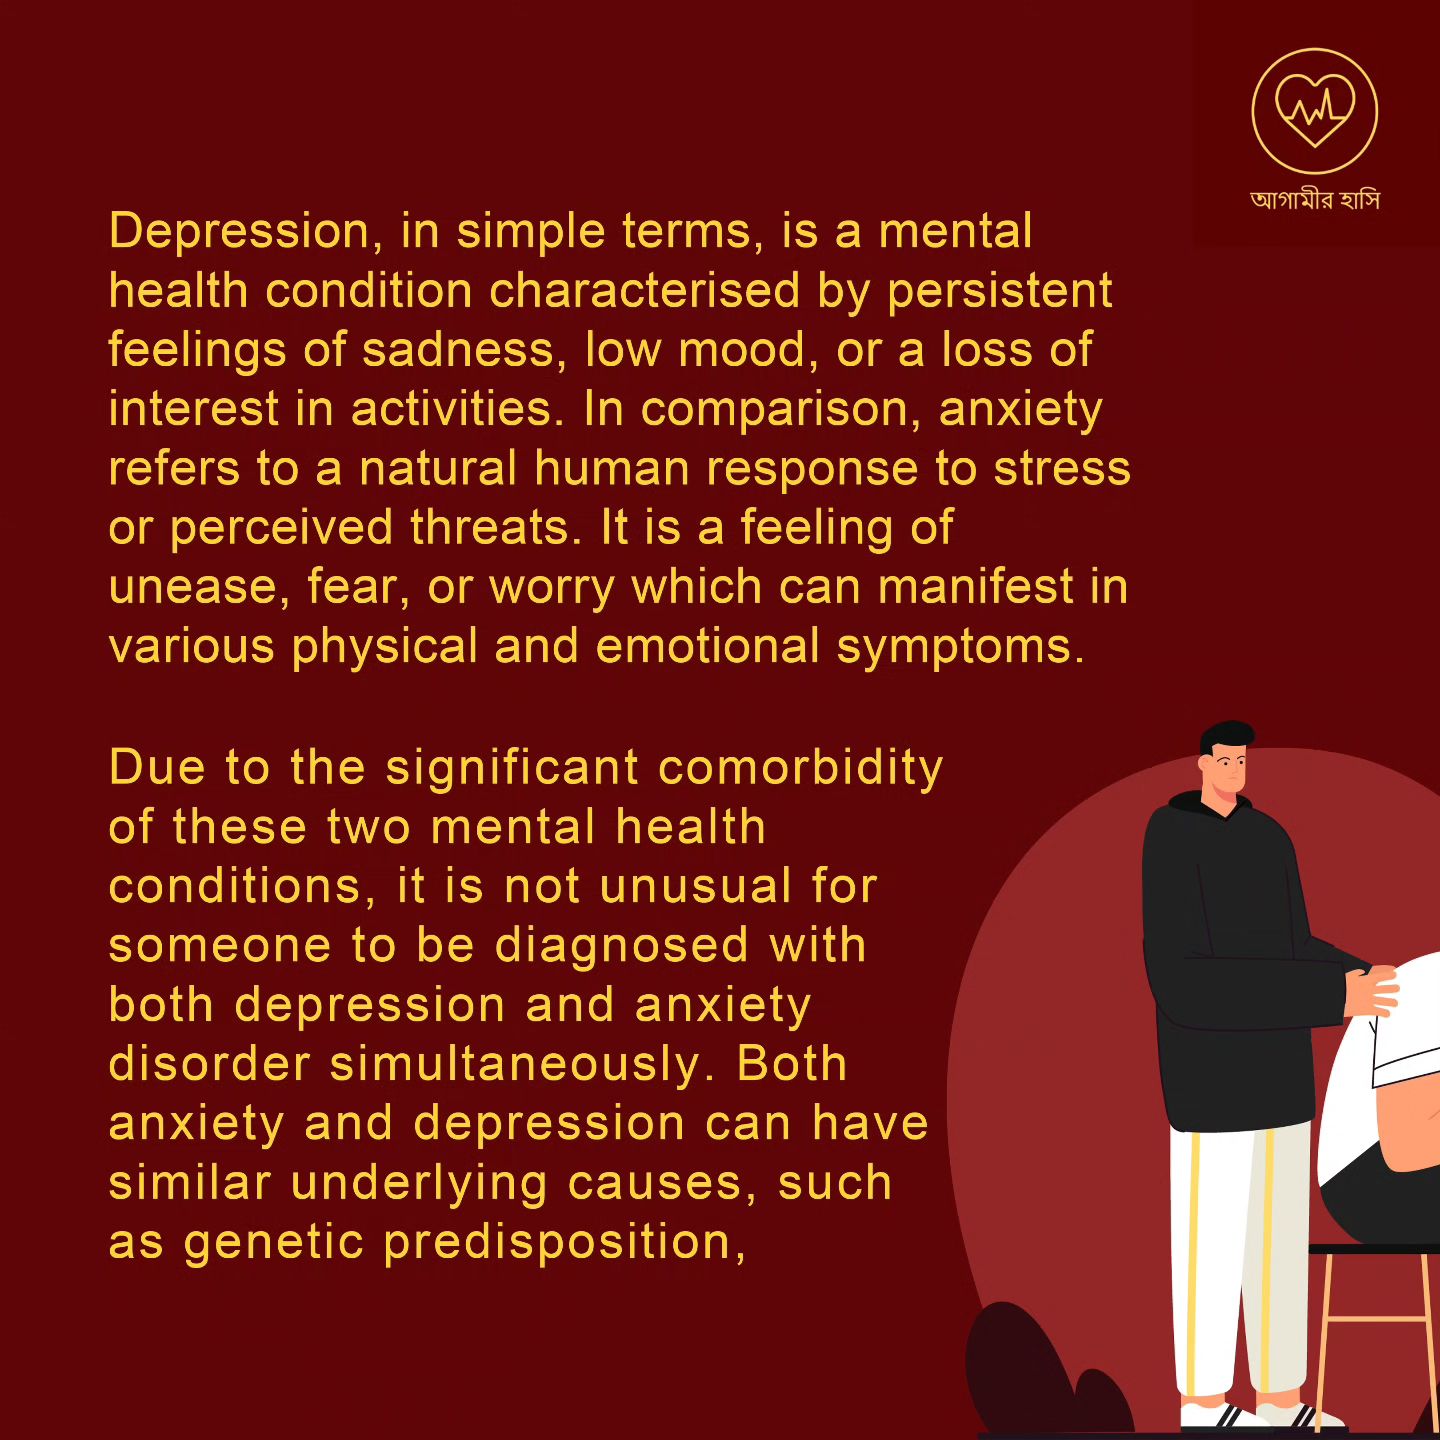 আগামীর হাসি
Depression, in simple terms, is a mental
health condition characterised by persistent
feelings of sadness, low mood, or a loss of
interest in activities. In comparison, anxiety
refers to a natural human response to stress
or perceived threats. It is a feeling of
unease, fear, or worry which can manifest in
various physical and emotional symptoms.
Due to the significant comorbidity
of these two mental health
conditions, it is not unusual for
someone to be diagnosed with
both depression and anxiety
disorder simultaneously. Both
anxiety and depression can have
similar underlying causes, such
as genetic predisposition,